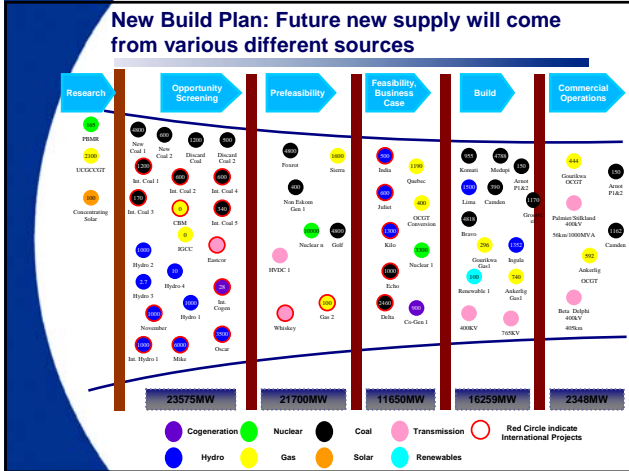 New Build Plan: Future new supply will come
from various different sources
Research
Opportunity
Screening
Prefeasibility
Feasibility,
Business
Case
Build
Commercial
Operations
165
PBMR
2100
UCGCCGT
100
Concentrating
Solar
4800
New
Coal 1
600
New
Coal 2
1200
Discard
Coal
500
Discard
Coal 2
1200
Int. Coal 1
600
Int. Coal 2
600
Int. Coal 4
170
Int. Coal 3
0
CBM
340
Int. Coal 5
0
IGCC
Eastcor
1000
Hydro 2
10
Hydro-4
2.7
Hydro 3
1000
Hydro 1
28
Int.
Cogen
1000
November
1000
Int. Hydro 1
6000
Mike
3500
Oscar
4800
Foxrot
1600
Sierra
400
Non Eskom
Gen 1
10000
Nuclear n
4800
Golf
HVDC 1
Whiskey
100
Gas 2
500
India
1190
Quebec
600
Juliet
400
OCGT
Conversion
1300
Kilo
Nuclear 1
1000
Echo
2460
Delta
900
Co-Gen 1
955
Komati
4788
Medupi
150
Arnot
P1&2
1500
Lima
390
Camden
1170
4818
Bravo
296
Gourikwa
Gas1
1352
Ingula
100
Renewable 1
740
Ankerlig
Gas1
400KV
765KV
444
Gourikwa
OCGT
150
Arnot
P1&2
Palmiet/Stikland
400kV
56km/1000MVA
1162
Camden
592
Ankerlig
OCGT
Beta Delphi
400kV
405km
23575MW
21700MW
11650MW
16259MW
2348MW
Cogeneration
Nuclear
Coal
Transmission
Red Circle indicate
International Projects
Hydro
Gas
Solar
Renewables